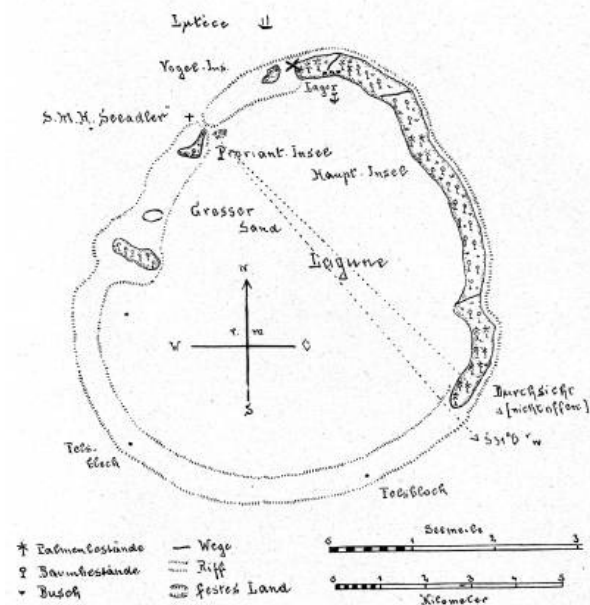 Lutèce
Vogel-Ins.
Lager
S.M.H. Seeadler
Proviant-Insel
Haupt-Insel
Grosser
Sand
Lagune
N
r. m
W O
S
Durchsicht
[nicht offen]
Fels-
block
Felsblock
Seemeile
0 1 2 3
Palmenbestände
Wege
Baumbestände
Riff
Busch
festes Land
0 1 2 3 4 5
Kilometer